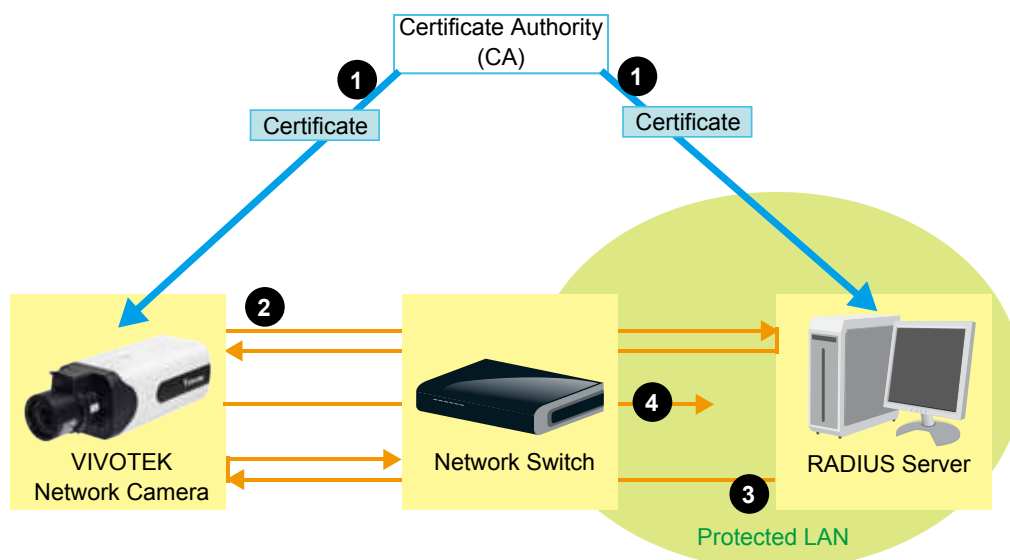 Certificate Authority
(CA)
1
1
Certificate
Certificate
2
4
VIVOTEK
Network Camera
Network Switch
RADIUS Server
3
Protected LAN